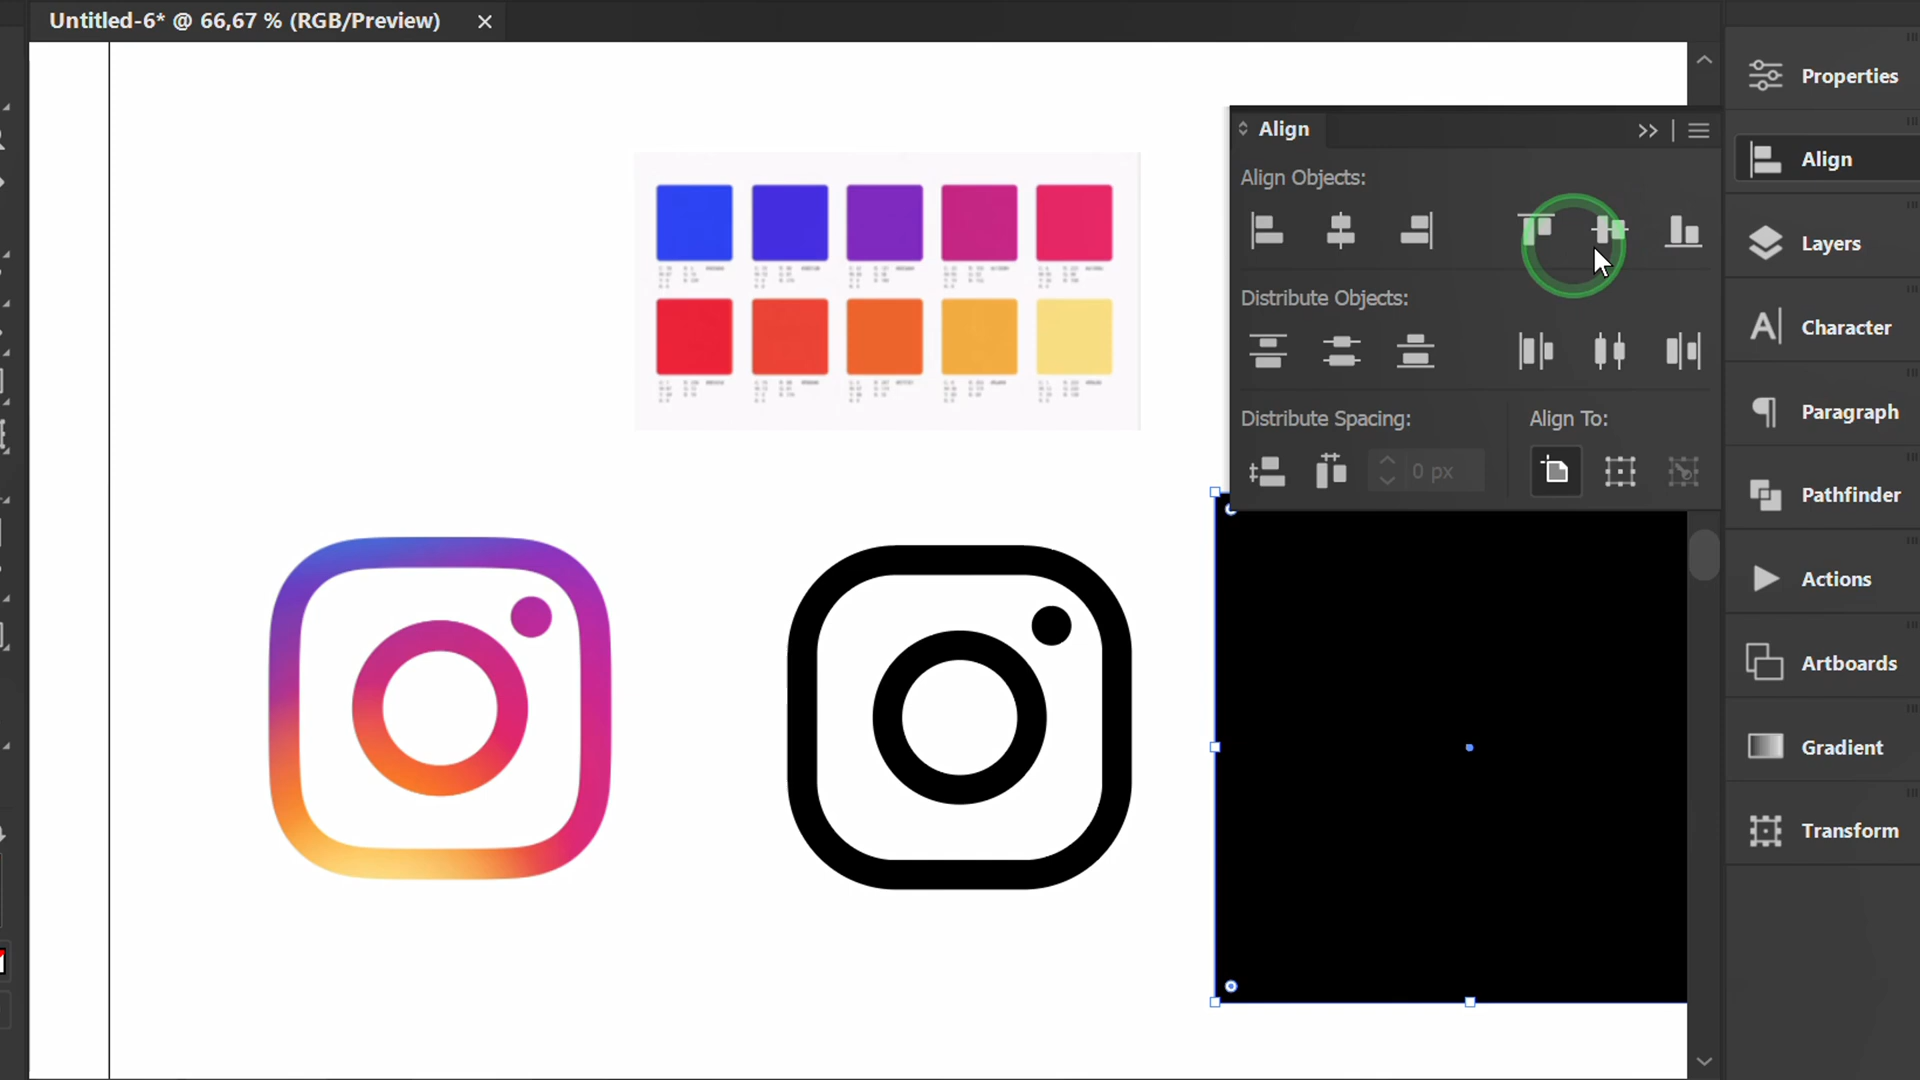 Untitled-6* @ 66,67 % (RGB/Preview)
Align
Align Objects:
Distribute Objects:
Distribute Spacing:
Align To:
0 px
Properties
Align
Layers
Character
Paragraph
Pathfinder
Actions
Artboards
Gradient
Transform